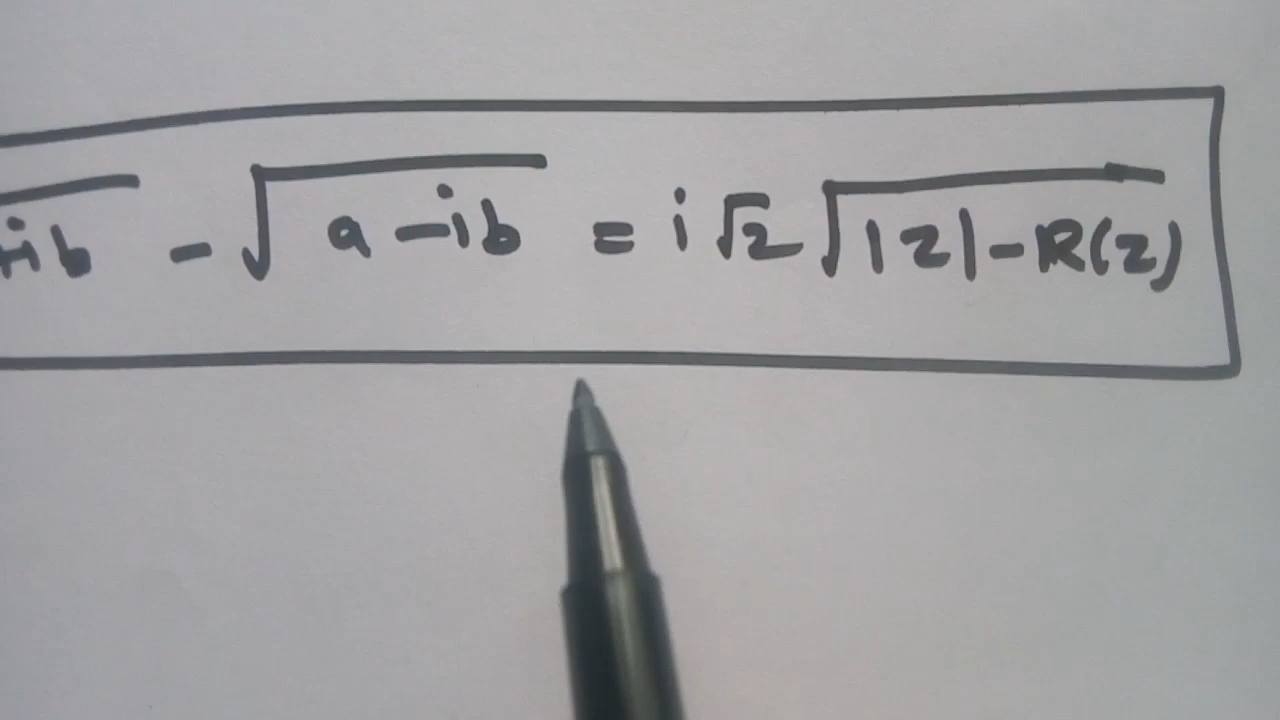 +ib - √(a - ib) = i √2 √(|z| - R(z))